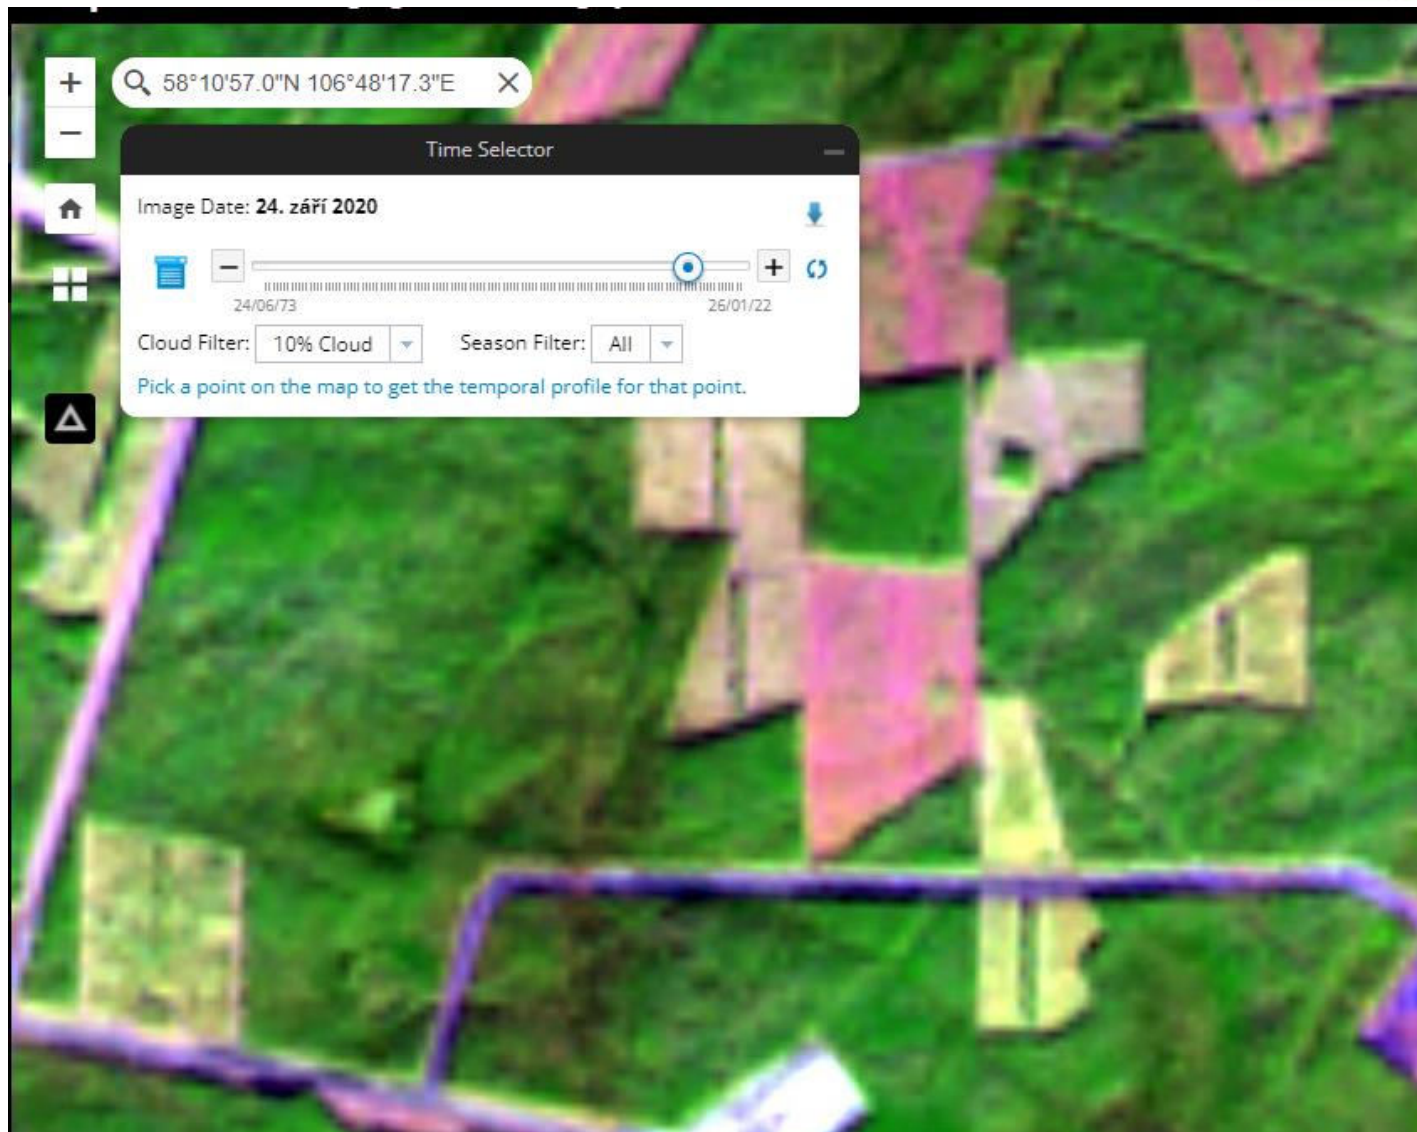 58°10'57.0"N 106°48'17.3"E
Time Selector
Image Date: 24. září 2020
24/06/73 26/01/22
Cloud Filter: 10% Cloud Season Filter: All
Pick a point on the map to get the temporal profile for that point.